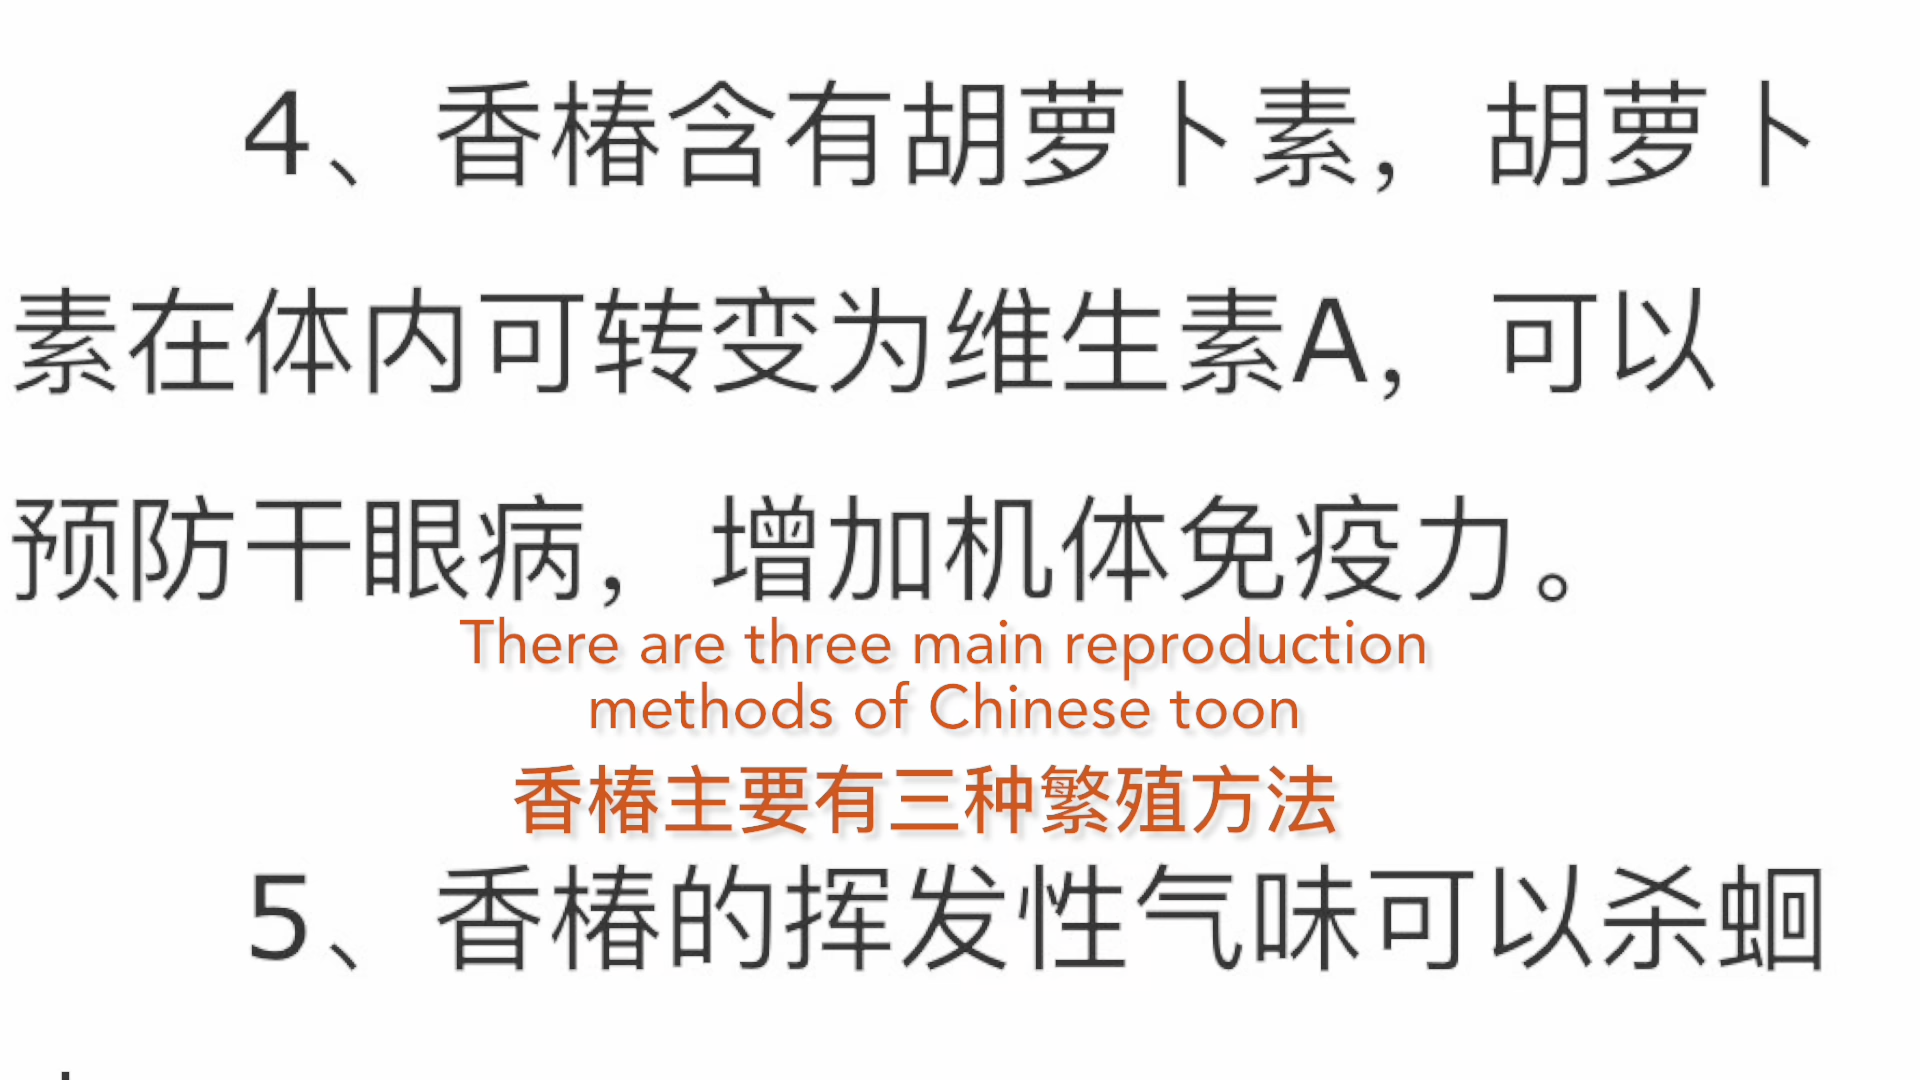 4、香椿含有胡萝卜素，胡萝卜
素在体内可转变为维生素A，可以
预防干眼病，增加机体免疫力。
There are three main reproduction
methods of Chinese toon
香椿主要有三种繁殖方法
5、香椿的挥发性气味可以杀蛔